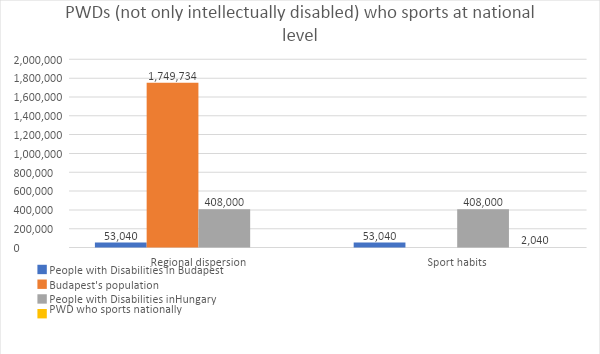 PWDs (not only intellectually disabled) who sports at national
level
2,000,000
1,800,000
1,600,000
1,400,000
1,200,000
1,000,000
800,000
600,000
400,000
200,000
0
53,040
1,749,734
408,000
53,040
408,000
2,040
Regional dispersion
Sport habits
People with Disabilities in Budapest
Budapest's population
People with Disabilities inHungary
PWD who sports nationally